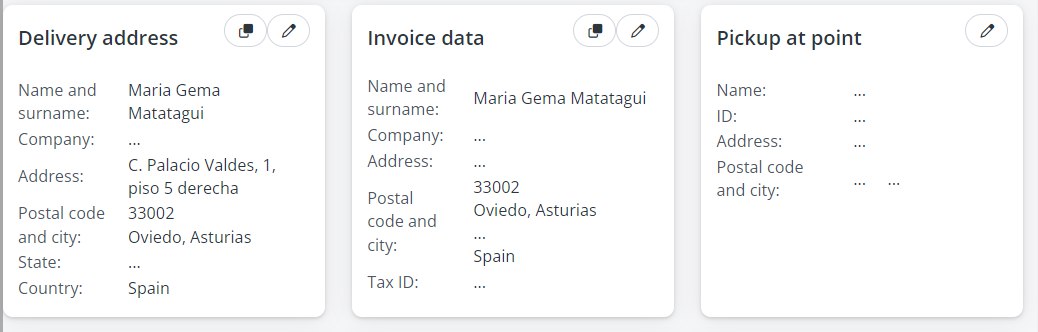 Delivery address
Name and surname: Maria Gema Matatagui
Company: ...
Address: C. Palacio Valdes, 1, piso 5 derecha
Postal code and city: 33002 Oviedo, Asturias
State: ...
Country: Spain
Invoice data
Name and surname: Maria Gema Matatagui
Company: ...
Address: ...
Postal code and city: 33002 Oviedo, Asturias ... Spain
Tax ID: ...
Pickup at point
Name: ...
ID: ...
Address: ...
Postal code and city: ... ...